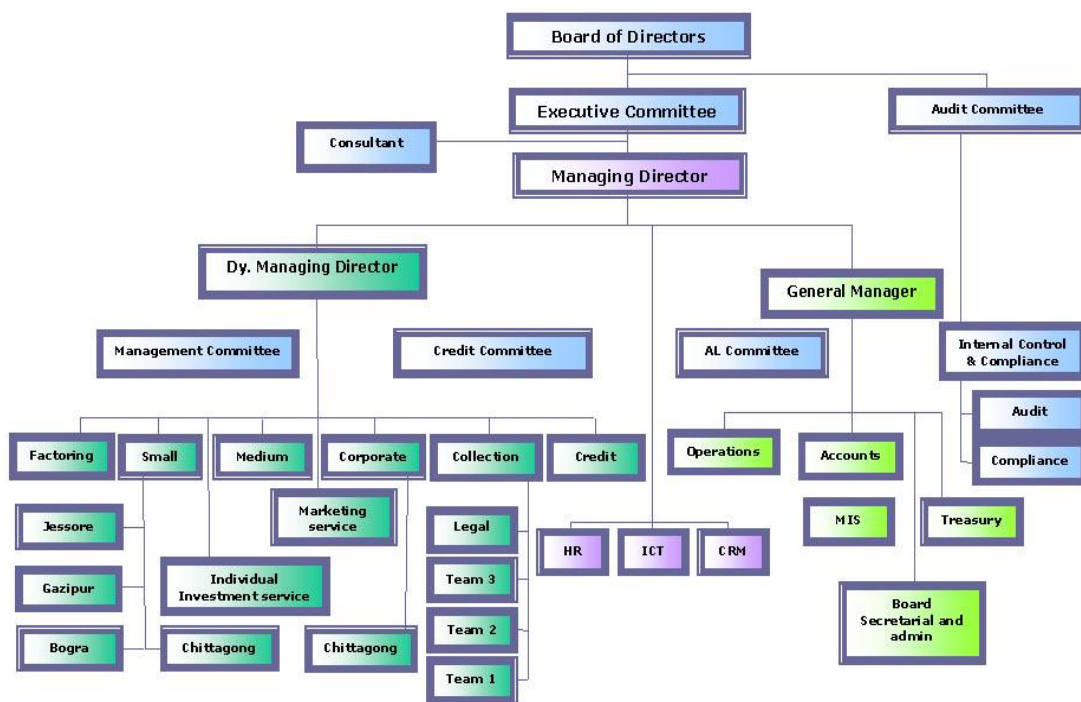 Board of Directors
Executive Committee
Audit Committee
Consultant
Managing Director
Dy. Managing Director
General Manager
Management Committee
Credit Committee
AL Committee
Internal Control
& Compliance
Audit
Compliance
Factoring
Small
Medium
Corporate
Collection
Credit
Operations
Accounts
Marketing
service
MIS
Treasury
Jessore
Legal
HR
ICT
CRM
Gazipur
Individual
Investment service
Team 3
Board
Secretarial and
admin
Bogra
Chittagong
Chittagong
Team 2
Team 1